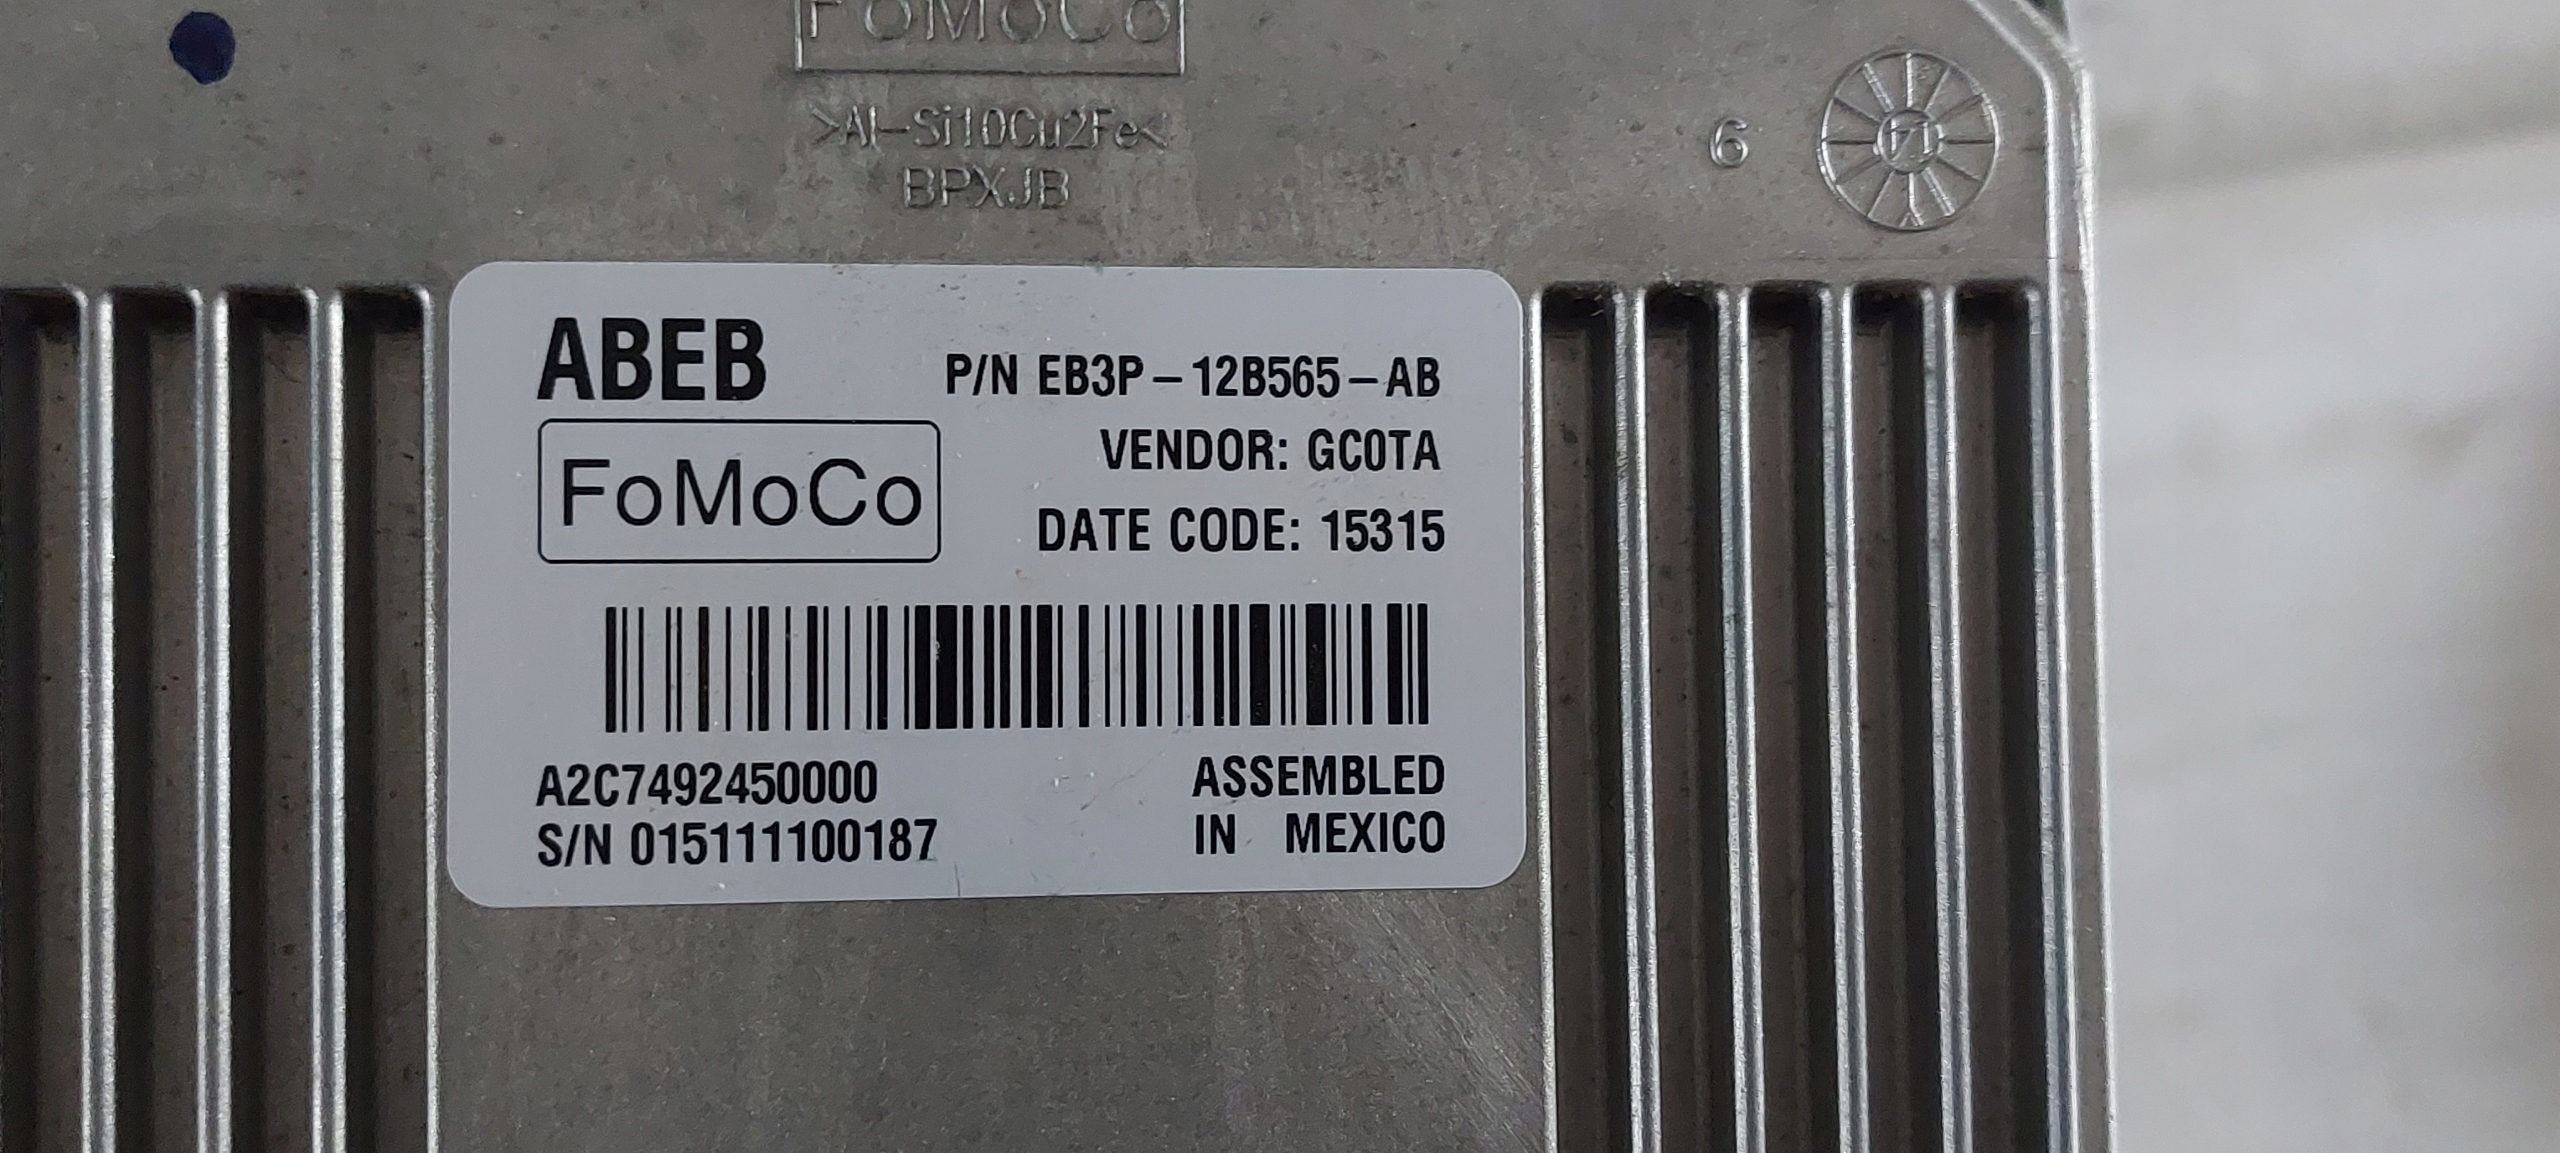 FoMoCo
>Al-Si10Cu2Fe<
BPXJB
6
14
ABEB
P/N EB3P-12B565-AB
FoMoCo
VENDOR: GC0TA
DATE CODE: 15315
A2C7492450000
S/N 015111100187
ASSEMBLED
IN MEXICO